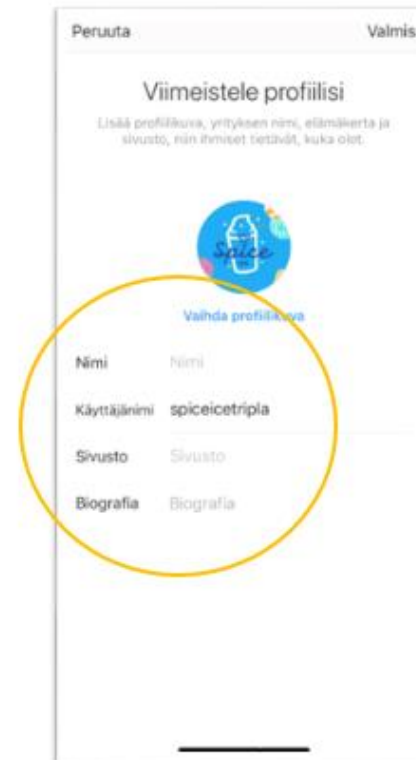 Peruuta Valmis
Viimeistele profiilisi
Lisää profiilikuva, yrityksen nimi, elämäkerta ja
sivusto, niin ihmiset tietävät, kuka olet.
Spice
Vaihda profiilikuva
Nimi Nimi
Käyttäjänimi spiceicetripla
Sivusto Sivusto
Biografia Biografia